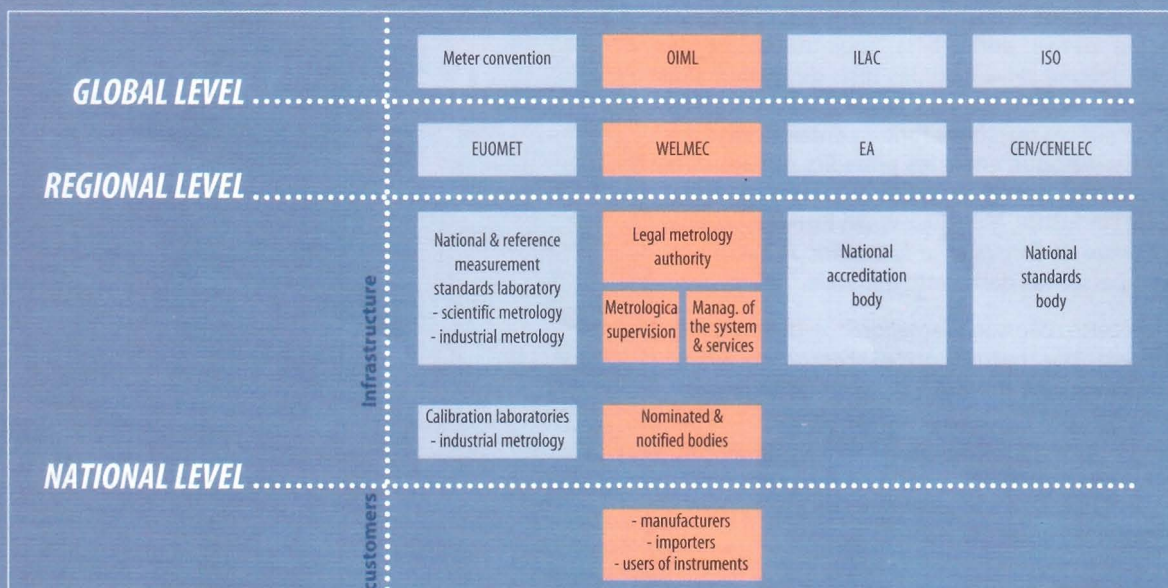 Meter convention
OIML
ILAC
ISO
GLOBAL LEVEL
EUOMET
WELMEC
EA
CEN/CENELEC
REGIONAL LEVEL
National & reference
measurement
standards laboratory
- scientific metrology
- industrial metrology
Legal metrology
authority
Metrologica
supervision
Manag. of
the system
& services
National
accreditation
body
National
standards
body
Infrastructure
Calibration laboratories
- industrial metrology
Nominated &
notified bodies
NATIONAL LEVEL
customers
- manufacturers
- importers
- users of instruments